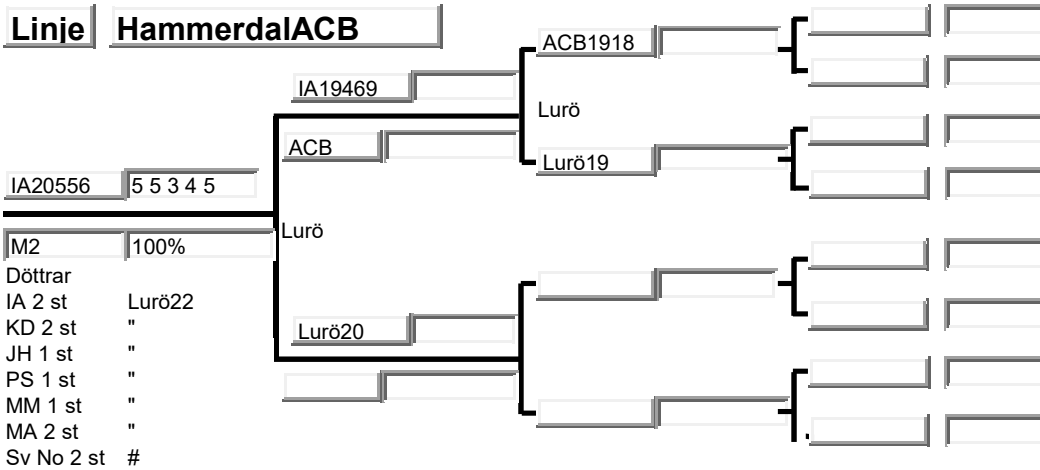 Linje HammerdalACB
ACB1918
IA19469
Lurö
ACB
Lurö19
IA20556 5 5 3 4 5
Lurö
M2 100%
Döttrar
IA 2 st Lurö22
KD 2 st "
Lurö20
JH 1 st "
PS 1 st "
MM 1 st "
MA 2 st "
Sv No 2 st #